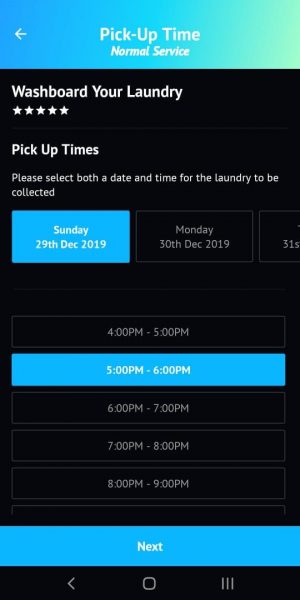 Pick-Up Time
Normal Service
Washboard Your Laundry
Pick Up Times
Please select both a date and time for the laundry to be
collected
Sunday
29th Dec 2019
Monday
30th Dec 2019
31s
4:00PM - 5:00PM
5:00PM - 6:00PM
6:00PM - 7:00PM
7:00PM - 8:00PM
8:00PM - 9:00PM
Next